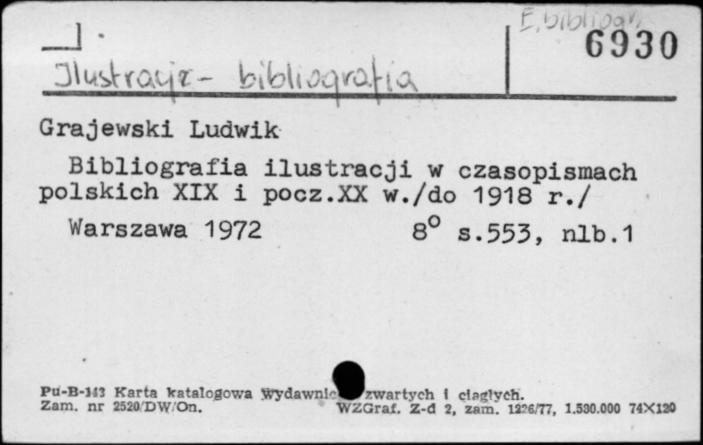 E. bibliogr.
6930
Ilustracje - bibliografia
Grajewski Ludwik
Bibliografia ilustracji w czasopismach
polskich XIX i pocz.XX w./do 1918 r./
Warszawa 1972 8° s.553, nlb.1
Pu-B-143 Karta katalogowa wydawnic zwartych i ciągłych.
Zam. nr 2520/DW/On. WZGraf. Z-d 2, zam. 1226/77, 1.500.000 74X120